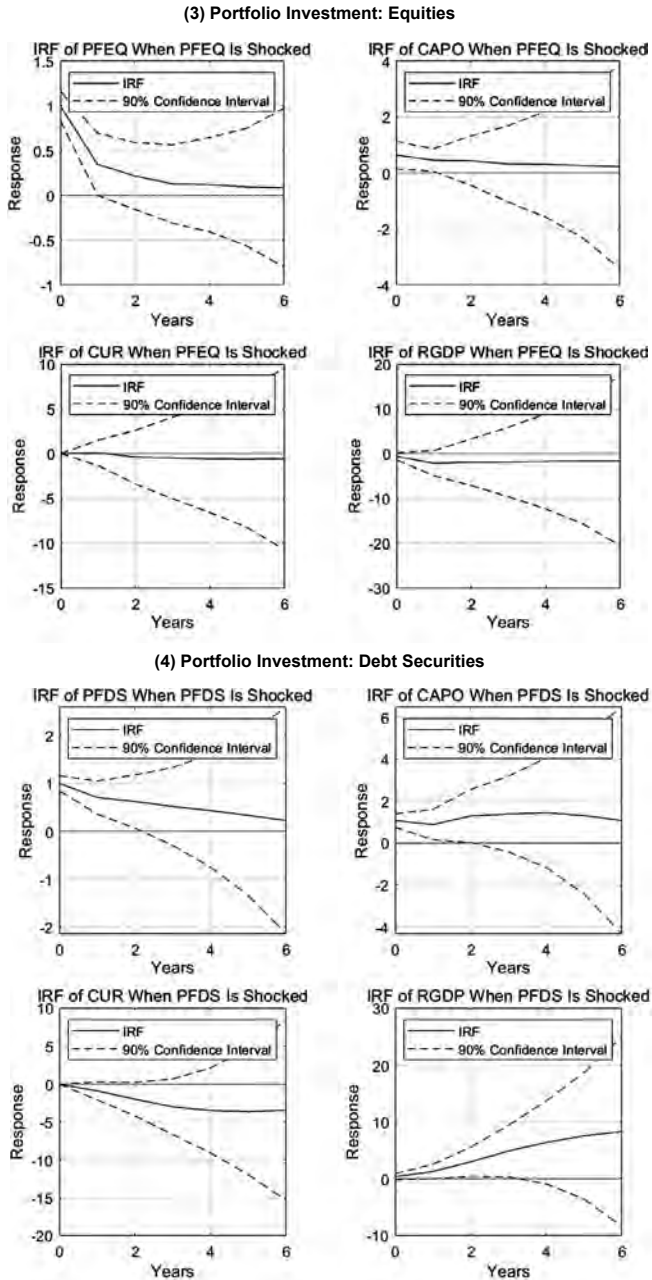 (3) Portfolio Investment: Equities
IRF of PFEQ When PFEQ Is Shocked
1.5
1
0.5
0
-0.5
-1
Response
IRF
90% Confidence Interval
0 2 4 6
Years
IRF of CAPO When PFEQ Is Shocked
4
2
0
-2
-4
Response
IRF
90% Confidence Interval
0 2 4 6
Years
IRF of CUR When PFEQ Is Shocked
10
5
0
-5
-10
-15
Response
IRF
90% Confidence Interval
0 2 4 6
Years
IRF of RGDP When PFEQ Is Shocked
20
10
0
-10
-20
-30
Response
IRF
90% Confidence Interval
0 2 4 6
Years
(4) Portfolio Investment: Debt Securities
IRF of PFDS When PFDS Is Shocked
2
1
0
-1
-2
Response
IRF
90% Confidence Interval
0 2 4 6
Years
IRF of CAPO When PFDS Is Shocked
6
4
2
0
-2
-4
Response
IRF
90% Confidence Interval
0 2 4 6
Years
IRF of CUR When PFDS Is Shocked
10
5
0
-5
-10
-15
-20
Response
IRF
90% Confidence Interval
0 2 4 6
Years
IRF of RGDP When PFDS Is Shocked
30
20
10
0
-10
Response
IRF
90% Confidence Interval
0 2 4 6
Years